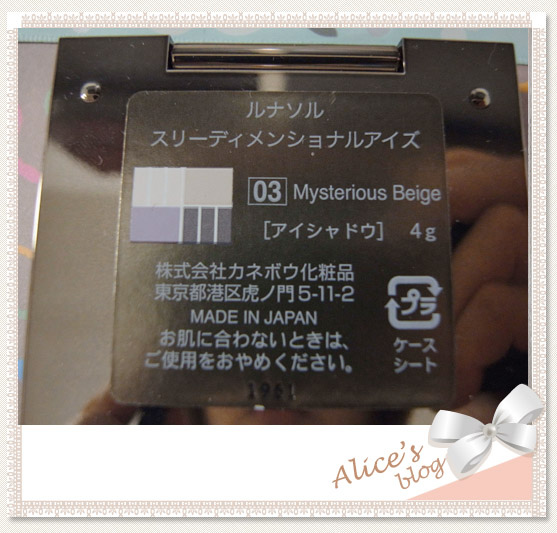 ルナソル
スリーディメンショナルアイズ
03 Mysterious Beige
[アイシャドウ] 4g
株式会社カネボウ化粧品
東京都港区虎ノ門5-11-2
MADE IN JAPAN
お肌に合わないときは、
ご使用をおやめください。
プラ
ケース
シート
Alice's
blog